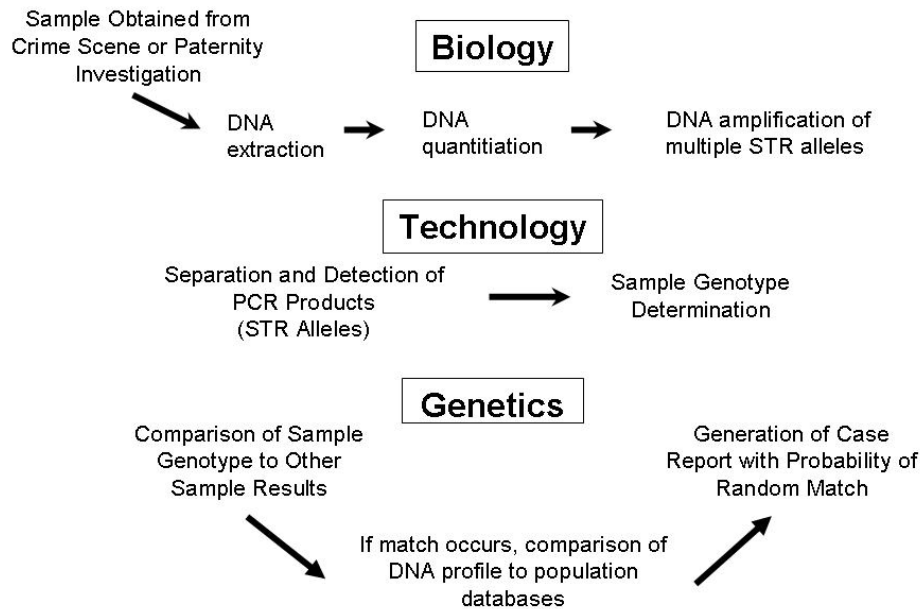 Sample Obtained from
Crime Scene or Paternity
Investigation
Biology
DNA
extraction
DNA
quantitiation
DNA amplification of
multiple STR alleles
Technology
Separation and Detection of
PCR Products
(STR Alleles)
Sample Genotype
Determination
Genetics
Comparison of Sample
Genotype to Other
Sample Results
If match occurs, comparison of
DNA profile to population
databases
Generation of Case
Report with Probability of
Random Match